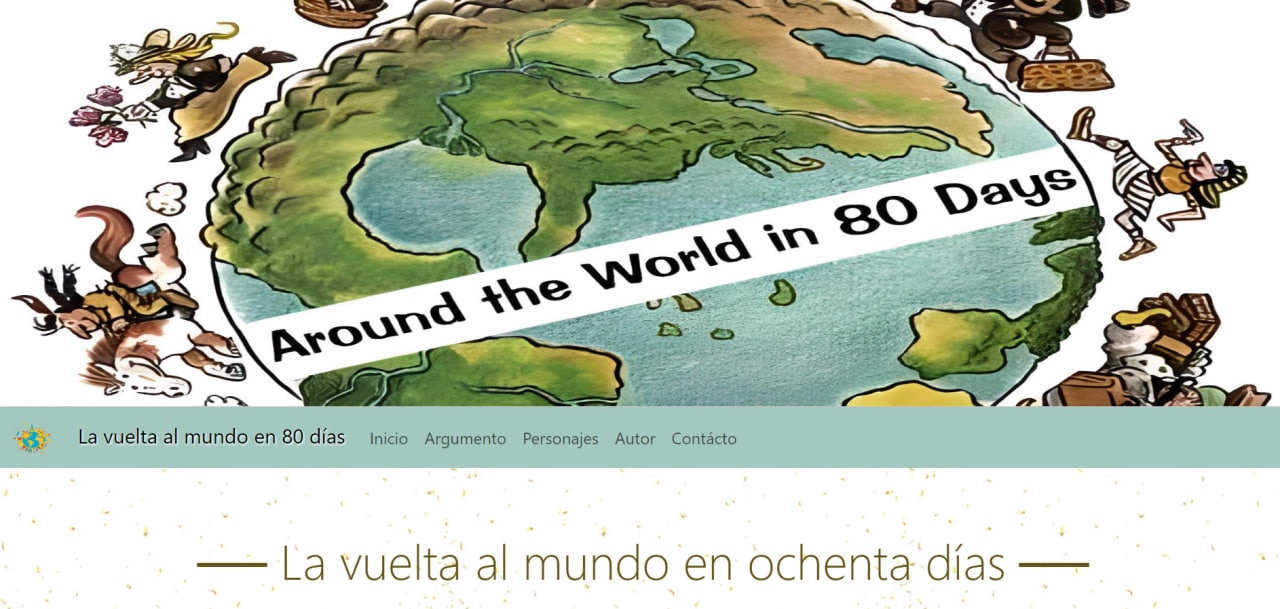 Around the World in 80 Days
La vuelta al mundo en 80 días Inicio Argumento Personajes Autor Contácto
La vuelta al mundo en ochenta días